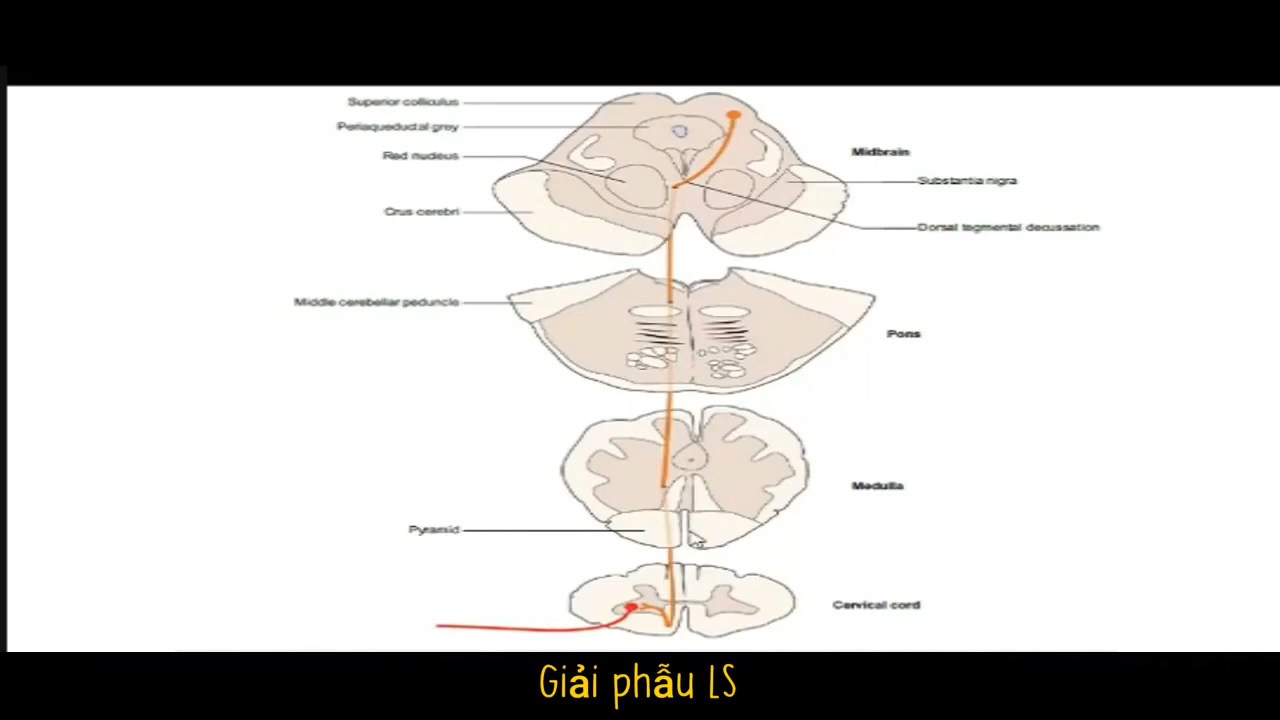 Superior colliculus
Periaqueductal grey
Red nucleus
Midbrain
Substantia nigra
Crus cerebri
Dorsal tegmental decussation
Middle cerebellar peduncle
Pons
Medulla
Pyramid
Cervical cord
Giải phẫu LS